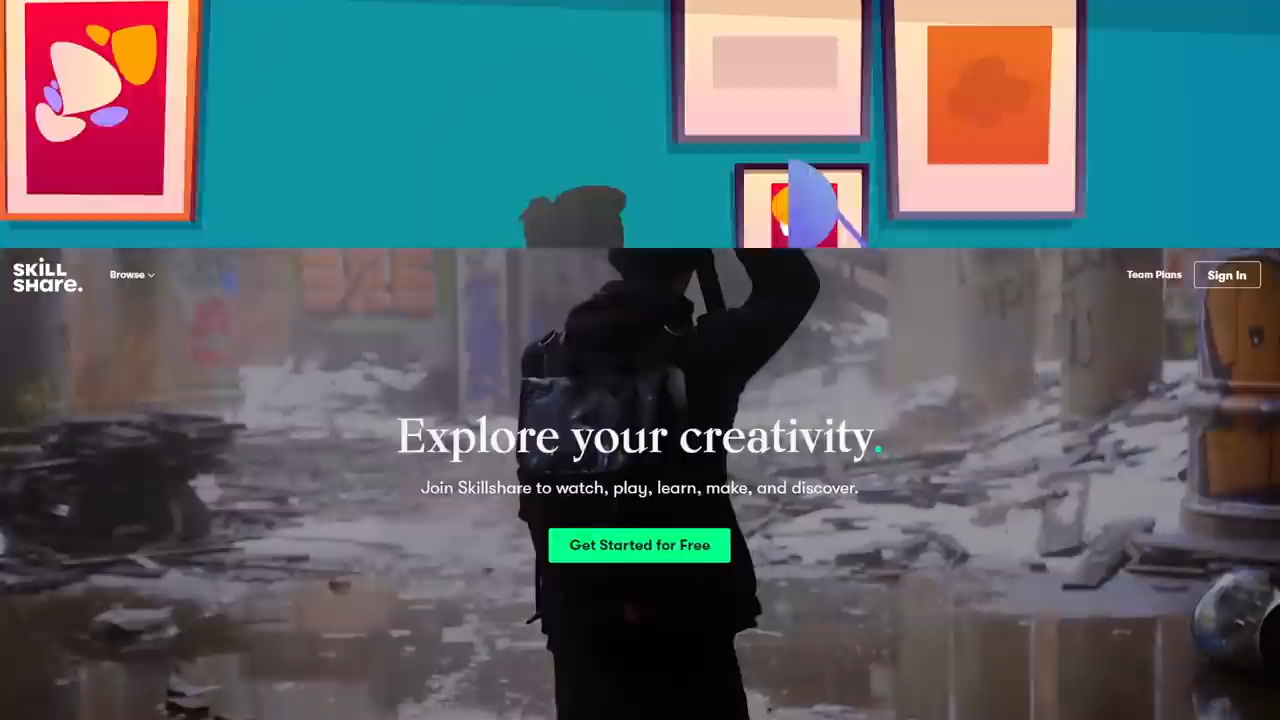 SKILL
SHare.
Browse
Team Plans
Sign In
Explore your creativity.
Join Skillshare to watch, play, learn, make, and discover.
Get Started for Free